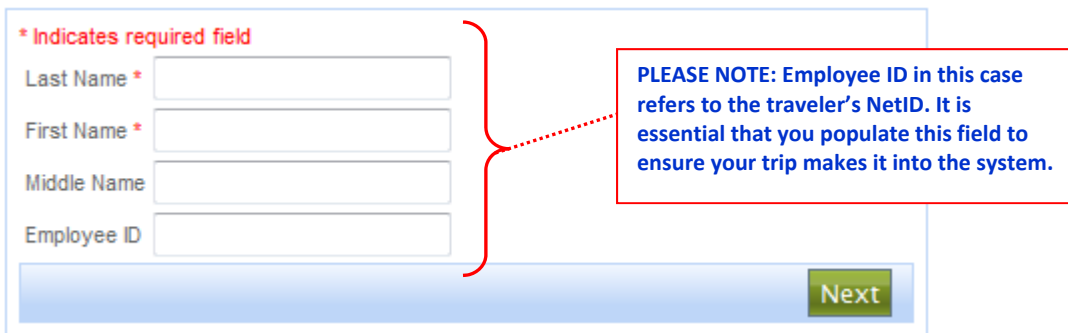 * Indicates required field
Last Name *
First Name *
Middle Name
Employee ID
PLEASE NOTE: Employee ID in this case
refers to the traveler's NetID. It is
essential that you populate this field to
ensure your trip makes it into the system.
Next